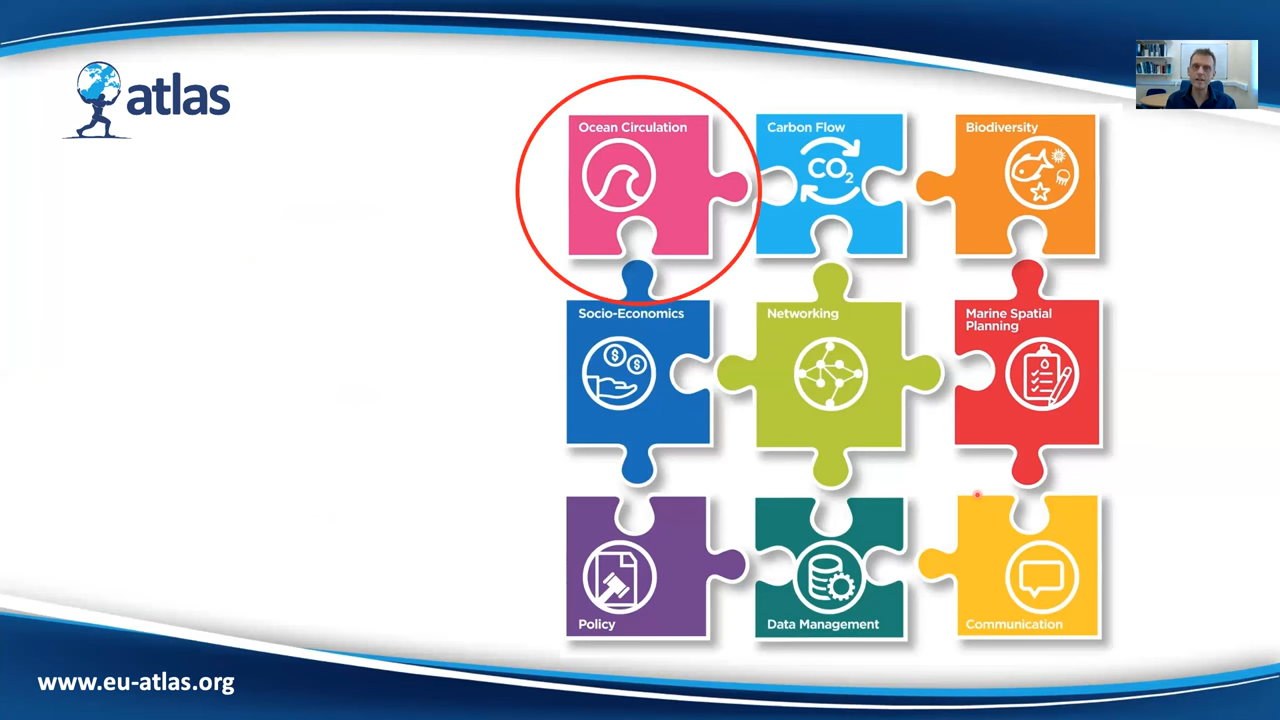 atlas
Ocean Circulation
Carbon Flow
CO2
Biodiversity
Socio-Economics
$
$
Networking
Marine Spatial
Planning
Policy
Data Management
Communication
www.eu-atlas.org